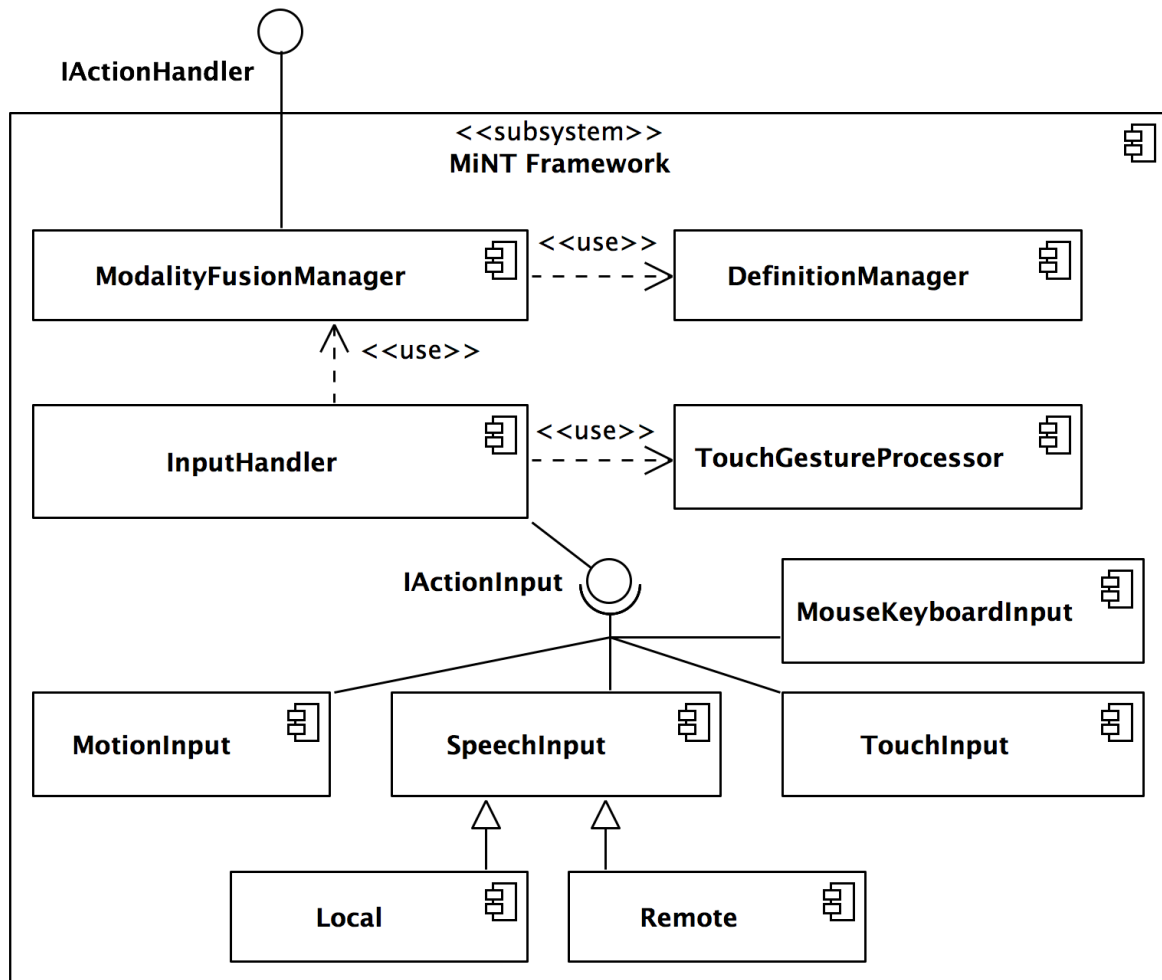 IActionHandler
<<subsystem>>
MiNT Framework
ModalityFusionManager
<<use>>
DefinitionManager
<<use>>
InputHandler
<<use>>
TouchGestureProcessor
IActionInput
MouseKeyboardInput
MotionInput
SpeechInput
TouchInput
Local
Remote